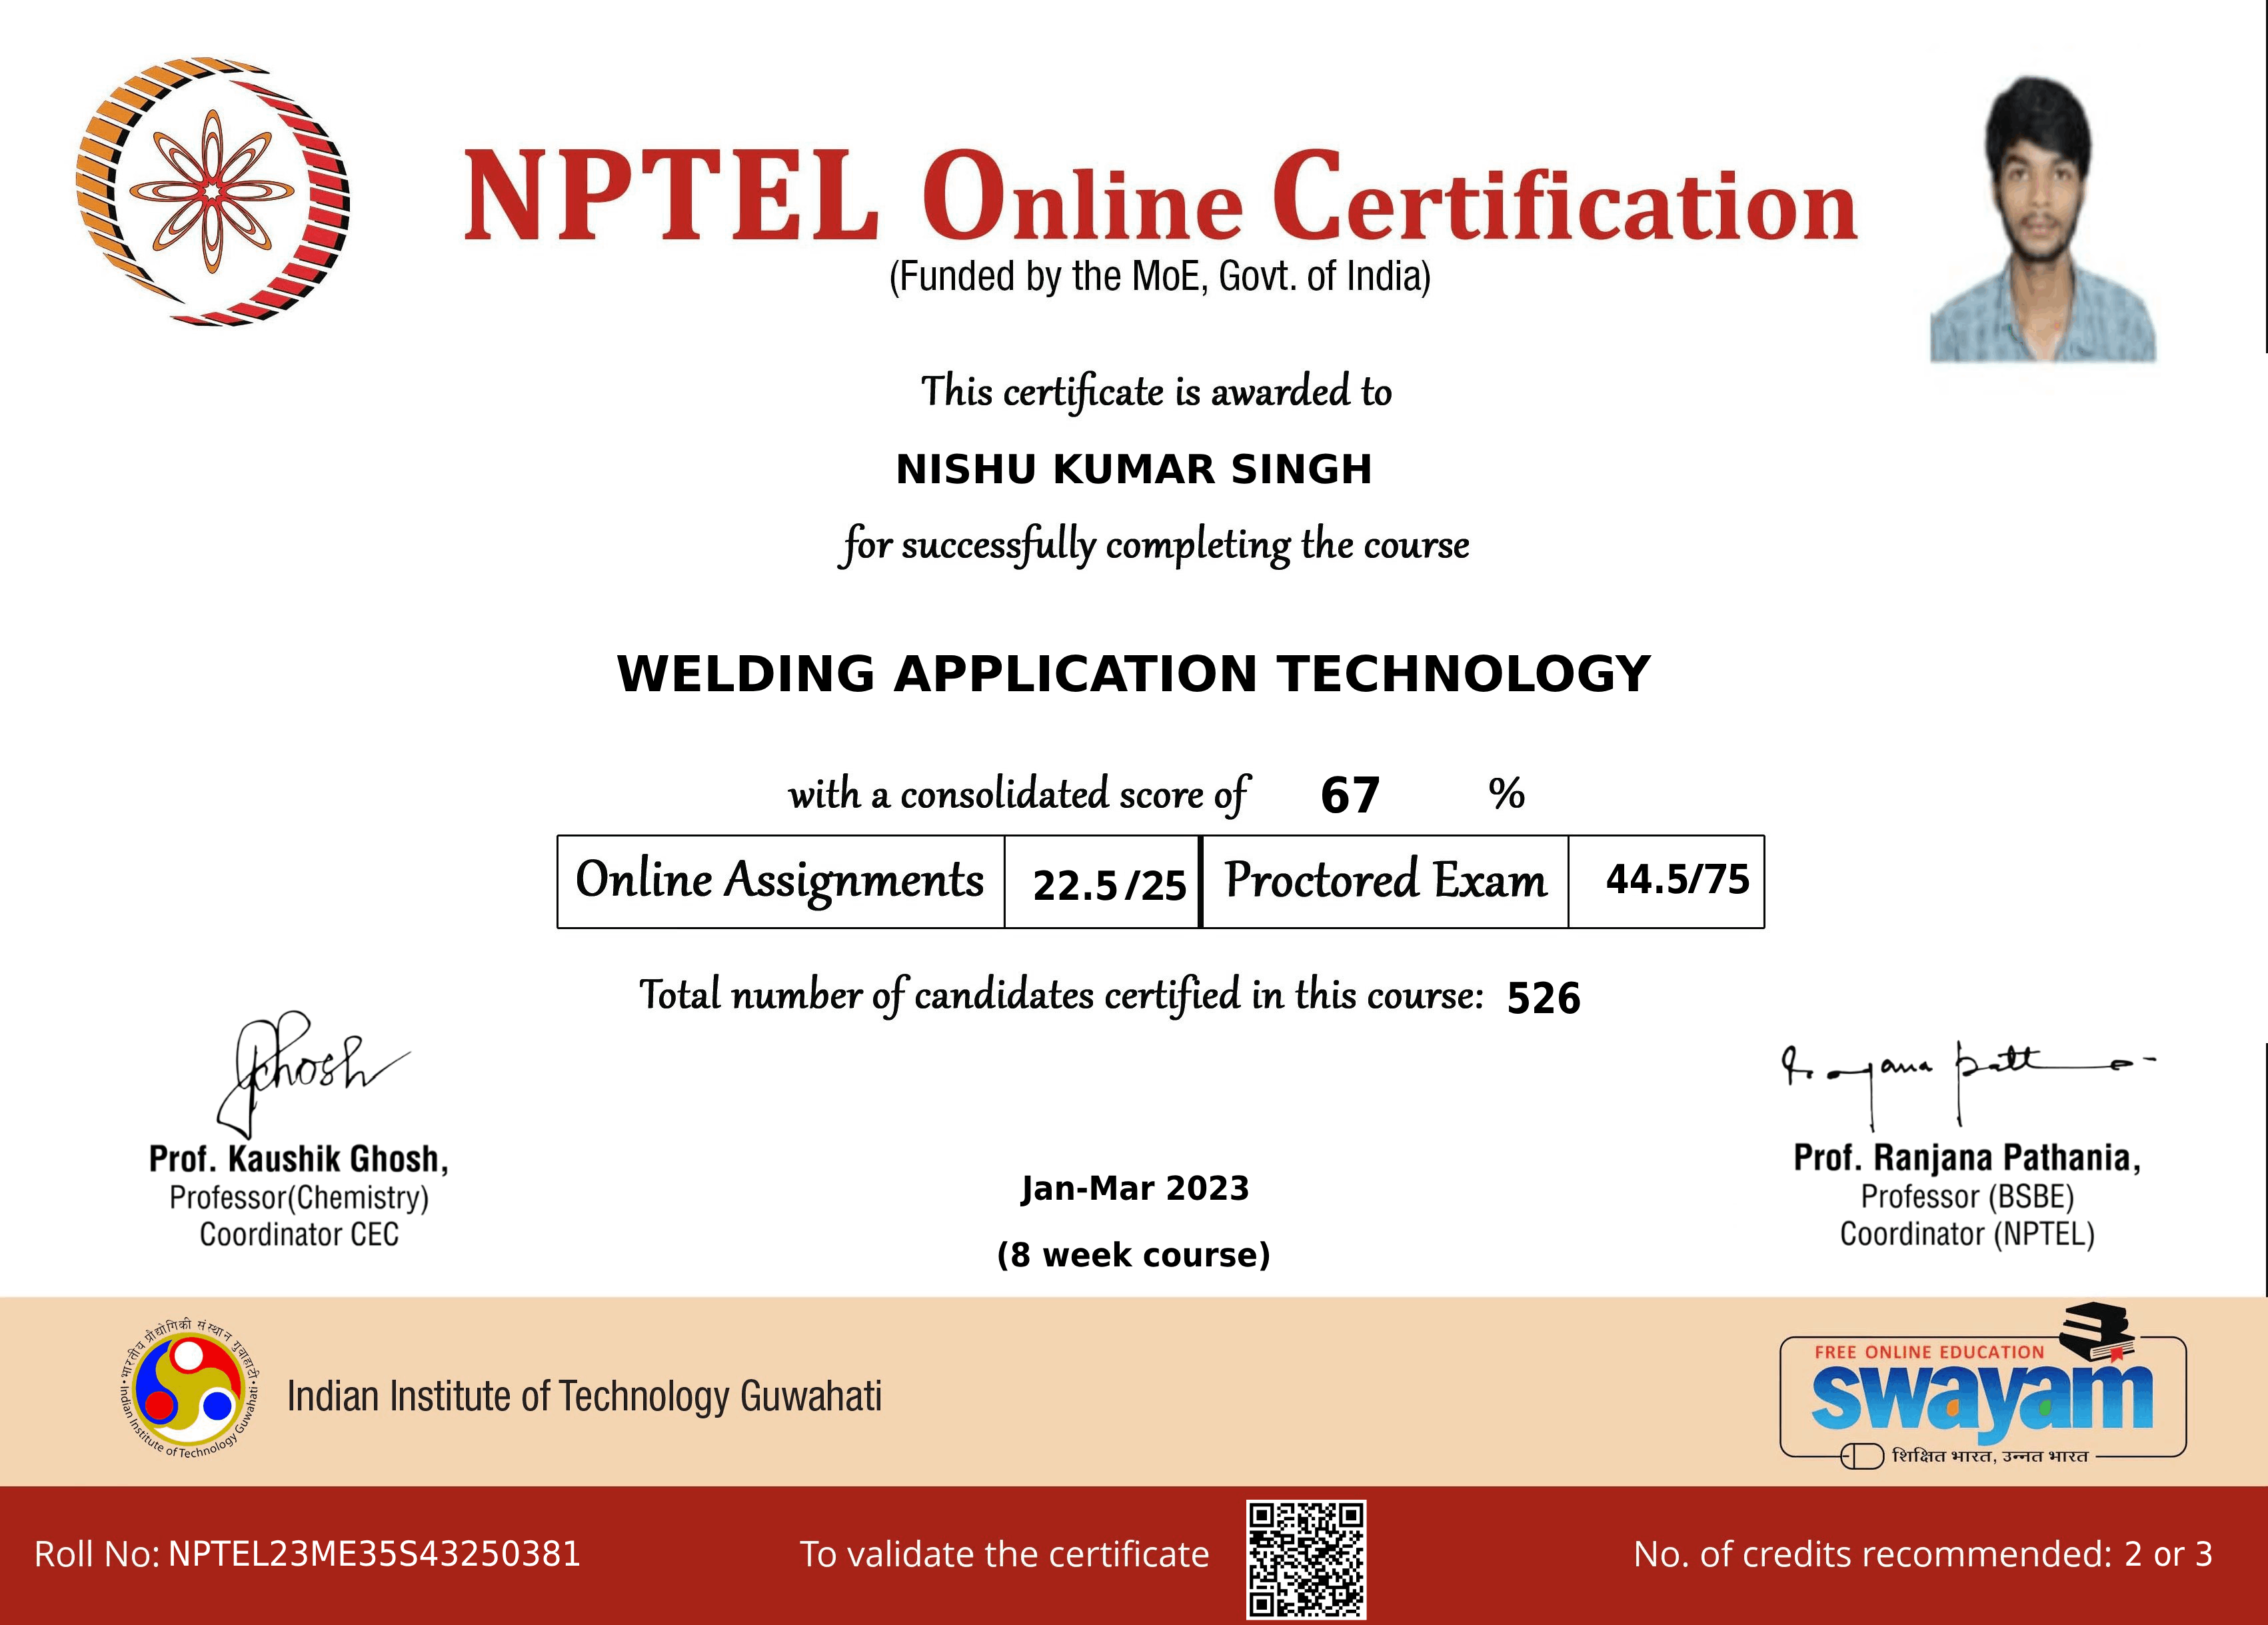 NPTEL Online Certification
(Funded by the MoE, Govt. of India)
This certificate is awarded to
NISHU KUMAR SINGH
for successfully completing the course
WELDING APPLICATION TECHNOLOGY
with a consolidated score of 67 %
Online Assignments 22.5/25 Proctored Exam 44.5/75
Total number of candidates certified in this course: 526
Ghosh
Prof. Kaushik Ghosh,
Professor(Chemistry)
Coordinator CEC
Jan-Mar 2023
(8 week course)
Prof. Ranjana Pathania,
Professor (BSBE)
Coordinator (NPTEL)
भारतीय प्रौद्योगिकी संस्थान गुवाहाटी
Indian Institute of Technology Guwahati
Indian Institute of Technology Guwahati
FREE ONLINE EDUCATION
swayam
शिक्षित भारत, उन्नत भारत
Roll No: NPTEL23ME35S43250381
To validate the certificate
No. of credits recommended: 2 or 3